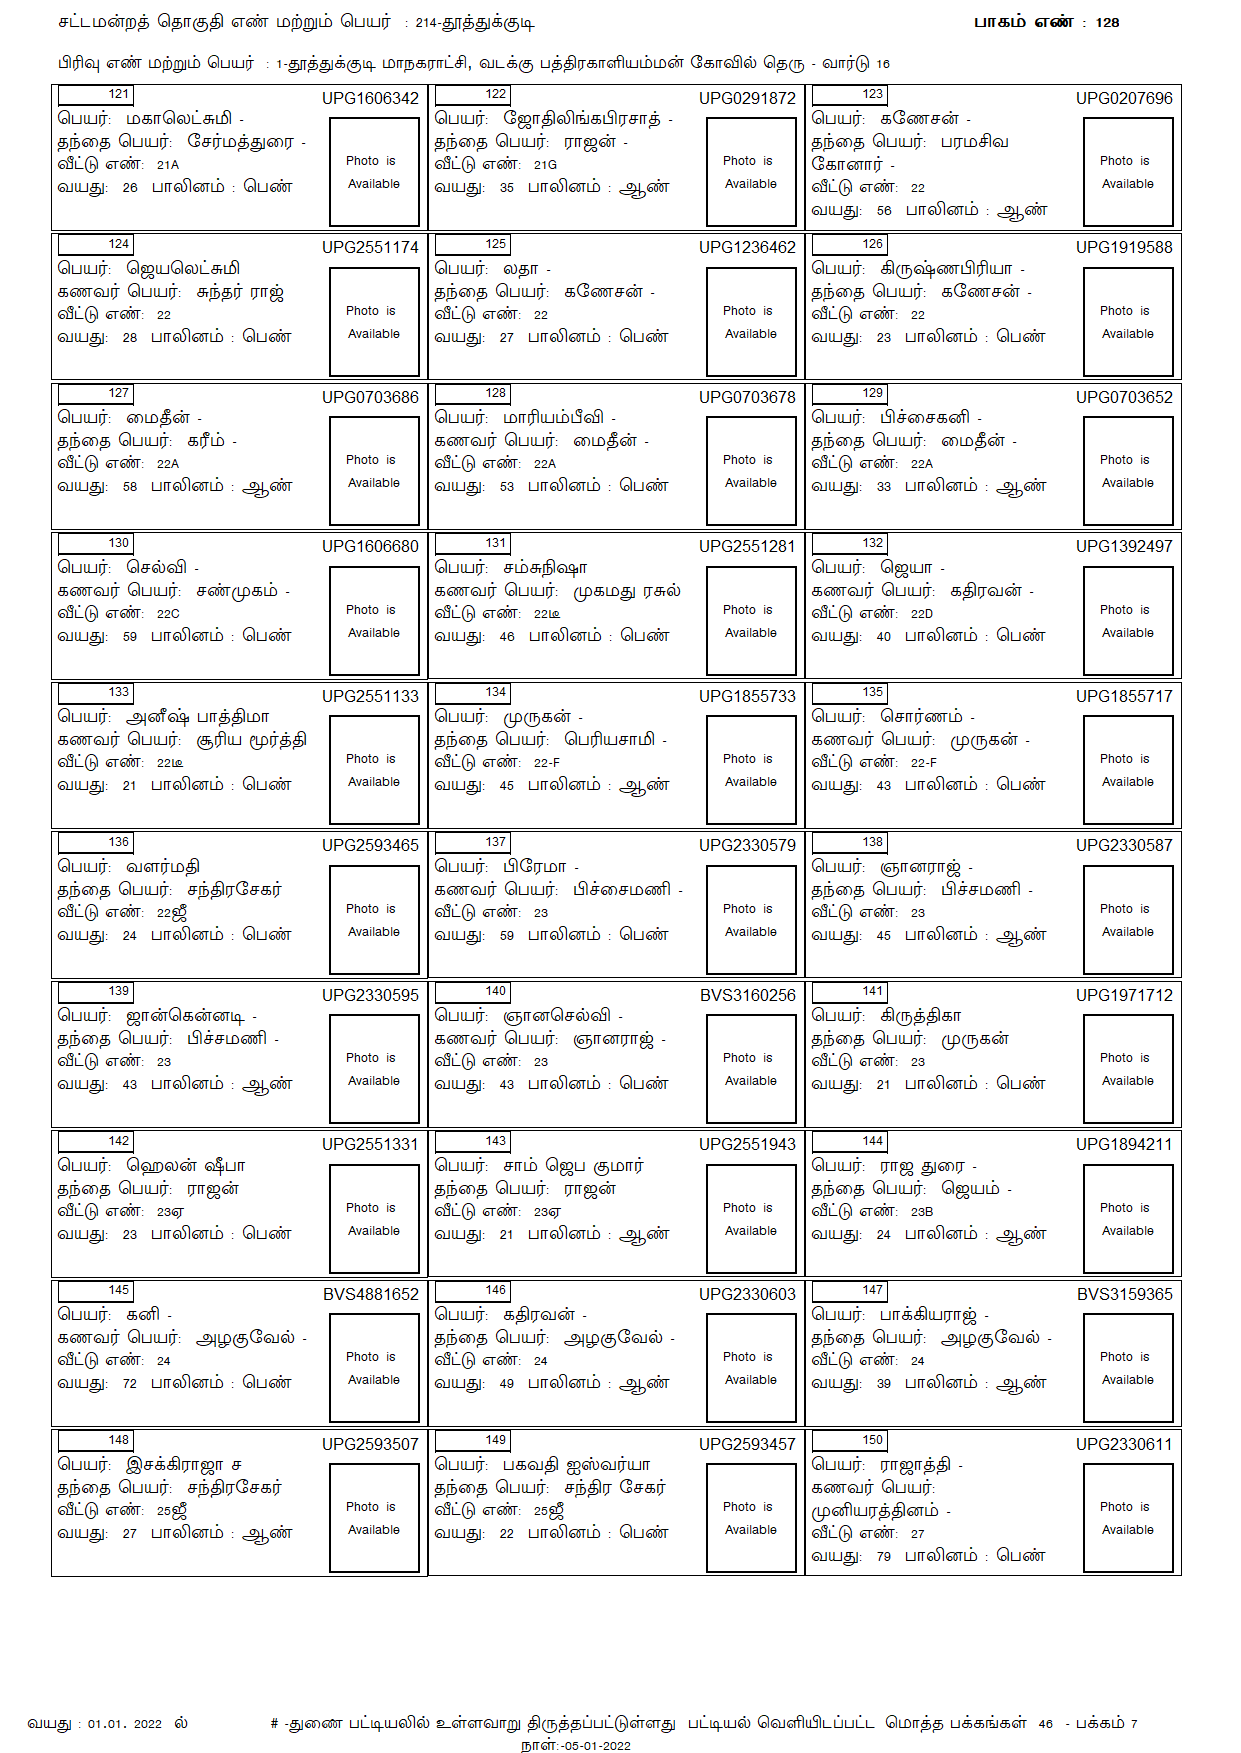 சட்டமன்றத் தொகுதி எண் மற்றும் பெயர் : 214-தூத்துக்குடி பாகம் எண் : 128
பிரிவு எண் மற்றும் பெயர் : 1-தூத்துக்குடி மாநகராட்சி, வடக்கு பத்திரகாளியம்மன் கோவில் தெரு - வார்டு 16
121 UPG1606342
பெயர்: மகாலெட்சுமி -
தந்தை பெயர்: சேர்மத்துரை -
வீட்டு எண்: 21A
வயது: 26 பாலினம் : பெண்
Photo is
Available
122 UPG0291872
பெயர்: ஜோதிலிங்கபிரசாத் -
தந்தை பெயர்: ராஜன் -
வீட்டு எண்: 21G
வயது: 35 பாலினம் : ஆண்
Photo is
Available
123 UPG0207696
பெயர்: கணேசன் -
தந்தை பெயர்: பரமசிவ
கோனார் -
வீட்டு எண்: 22
வயது: 56 பாலினம் : ஆண்
Photo is
Available
124 UPG2551174
பெயர்: ஜெயலெட்சுமி
கணவர் பெயர்: சுந்தர் ராஜ்
வீட்டு எண்: 22
வயது: 28 பாலினம் : பெண்
Photo is
Available
125 UPG1236462
பெயர்: லதா -
தந்தை பெயர்: கணேசன் -
வீட்டு எண்: 22
வயது: 27 பாலினம் : பெண்
Photo is
Available
126 UPG1919588
பெயர்: கிருஷ்ணபிரியா -
தந்தை பெயர்: கணேசன் -
வீட்டு எண்: 22
வயது: 23 பாலினம் : பெண்
Photo is
Available
127 UPG0703686
பெயர்: மைதீன் -
தந்தை பெயர்: கரீம் -
வீட்டு எண்: 22A
வயது: 58 பாலினம் : ஆண்
Photo is
Available
128 UPG0703678
பெயர்: மாரியம்பீவி -
கணவர் பெயர்: மைதீன் -
வீட்டு எண்: 22A
வயது: 53 பாலினம் : பெண்
Photo is
Available
129 UPG0703652
பெயர்: பிச்சைகனி -
தந்தை பெயர்: மைதீன் -
வீட்டு எண்: 22A
வயது: 33 பாலினம் : ஆண்
Photo is
Available
130 UPG1606680
பெயர்: செல்வி -
கணவர் பெயர்: சண்முகம் -
வீட்டு எண்: 22C
வயது: 59 பாலினம் : பெண்
Photo is
Available
131 UPG2551281
பெயர்: சம்சுநிஷா
கணவர் பெயர்: முகமது ரசுல்
வீட்டு எண்: 22டீ
வயது: 46 பாலினம் : பெண்
Photo is
Available
132 UPG1392497
பெயர்: ஜெயா -
கணவர் பெயர்: கதிரவன் -
வீட்டு எண்: 22D
வயது: 40 பாலினம் : பெண்
Photo is
Available
133 UPG2551133
பெயர்: அனீஷ் பாத்திமா
கணவர் பெயர்: சூரிய மூர்த்தி
வீட்டு எண்: 22டீ
வயது: 21 பாலினம் : பெண்
Photo is
Available
134 UPG1855733
பெயர்: முருகன் -
தந்தை பெயர்: பெரியசாமி -
வீட்டு எண்: 22-F
வயது: 45 பாலினம் : ஆண்
Photo is
Available
135 UPG1855717
பெயர்: சொர்ணம் -
கணவர் பெயர்: முருகன் -
வீட்டு எண்: 22-F
வயது: 43 பாலினம் : பெண்
Photo is
Available
136 UPG2593465
பெயர்: வளர்மதி
தந்தை பெயர்: சந்திரசேகர்
வீட்டு எண்: 22ஜீ
வயது: 24 பாலினம் : பெண்
Photo is
Available
137 UPG2330579
பெயர்: பிரேமா -
கணவர் பெயர்: பிச்சைமணி -
வீட்டு எண்: 23
வயது: 59 பாலினம் : பெண்
Photo is
Available
138 UPG2330587
பெயர்: ஞானராஜ் -
தந்தை பெயர்: பிச்சமணி -
வீட்டு எண்: 23
வயது: 45 பாலினம் : ஆண்
Photo is
Available
139 UPG2330595
பெயர்: ஜான்கென்னடி -
தந்தை பெயர்: பிச்சமணி -
வீட்டு எண்: 23
வயது: 43 பாலினம் : ஆண்
Photo is
Available
140 BVS3160256
பெயர்: ஞானசெல்வி -
கணவர் பெயர்: ஞானராஜ் -
வீட்டு எண்: 23
வயது: 43 பாலினம் : பெண்
Photo is
Available
141 UPG1971712
பெயர்: கிருத்திகா
தந்தை பெயர்: முருகன்
வீட்டு எண்: 23
வயது: 21 பாலினம் : பெண்
Photo is
Available
142 UPG2551331
பெயர்: ஹெலன் ஷீபா
தந்தை பெயர்: ராஜன்
வீட்டு எண்: 23ஏ
வயது: 23 பாலினம் : பெண்
Photo is
Available
143 UPG2551943
பெயர்: சாம் ஜெப குமார்
தந்தை பெயர்: ராஜன்
வீட்டு எண்: 23ஏ
வயது: 21 பாலினம் : ஆண்
Photo is
Available
144 UPG1894211
பெயர்: ராஜ துரை -
தந்தை பெயர்: ஜெயம் -
வீட்டு எண்: 23B
வயது: 24 பாலினம் : ஆண்
Photo is
Available
145 BVS4881652
பெயர்: கனி -
கணவர் பெயர்: அழகுவேல் -
வீட்டு எண்: 24
வயது: 72 பாலினம் : பெண்
Photo is
Available
146 UPG2330603
பெயர்: கதிரவன் -
தந்தை பெயர்: அழகுவேல் -
வீட்டு எண்: 24
வயது: 49 பாலினம் : ஆண்
Photo is
Available
147 BVS3159365
பெயர்: பாக்கியராஜ் -
தந்தை பெயர்: அழகுவேல் -
வீட்டு எண்: 24
வயது: 39 பாலினம் : ஆண்
Photo is
Available
148 UPG2593507
பெயர்: இசக்கிராஜா ச
தந்தை பெயர்: சந்திரசேகர்
வீட்டு எண்: 25ஜீ
வயது: 27 பாலினம் : ஆண்
Photo is
Available
149 UPG2593457
பெயர்: பகவதி ஐஸ்வர்யா
தந்தை பெயர்: சந்திர சேகர்
வீட்டு எண்: 25ஜீ
வயது: 22 பாலினம் : பெண்
Photo is
Available
150 UPG2330611
பெயர்: ராஜாத்தி -
கணவர் பெயர்:
முனியரத்தினம் -
வீட்டு எண்: 27
வயது: 79 பாலினம் : பெண்
Photo is
Available
வயது : 01.01. 2022 ல் # -துணை பட்டியலில் உள்ளவாறு திருத்தப்பட்டுள்ளது பட்டியல் வெளியிடப்பட்ட மொத்த பக்கங்கள் 46 - பக்கம் 7
நாள்:-05-01-2022